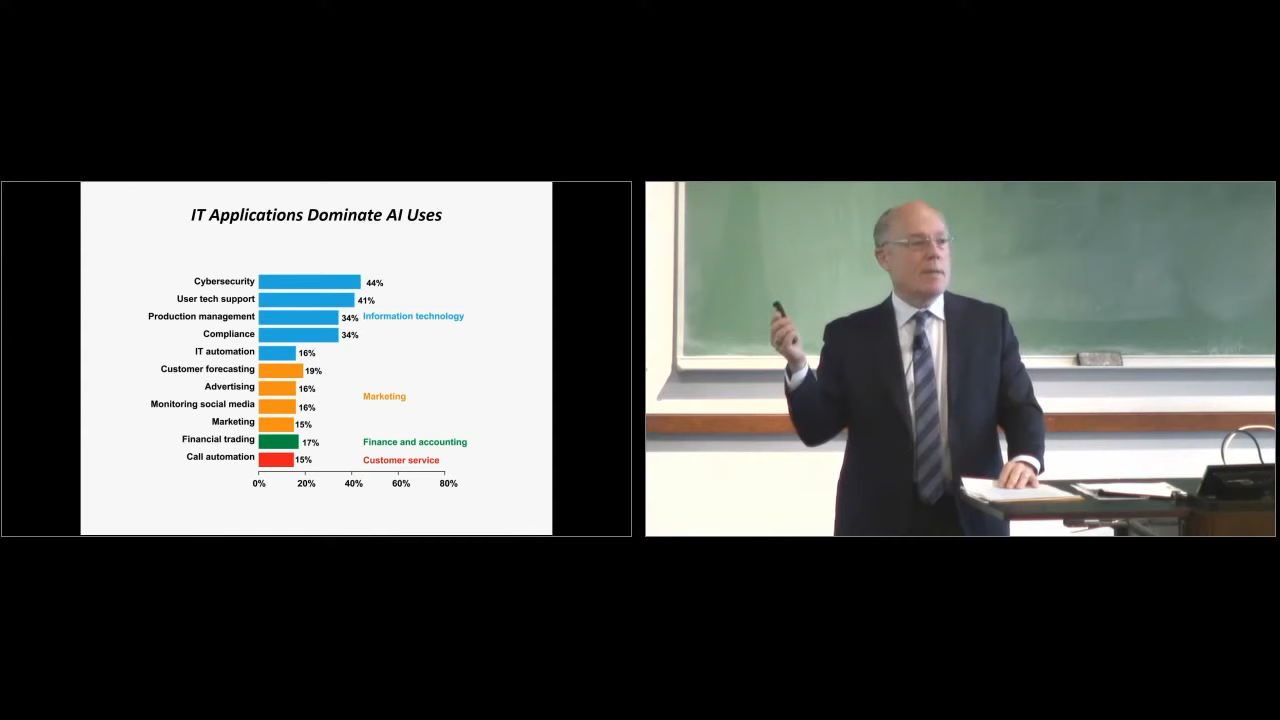 IT Applications Dominate AI Uses
Cybersecurity 44%
User tech support 41%
Production management 34% Information technology
Compliance 34%
IT automation 16%
Customer forecasting 19%
Advertising 16%
Marketing
Monitoring social media 16%
Marketing 15%
Financial trading 17% Finance and accounting
Call automation 15% Customer service
0% 20% 40% 60% 80%